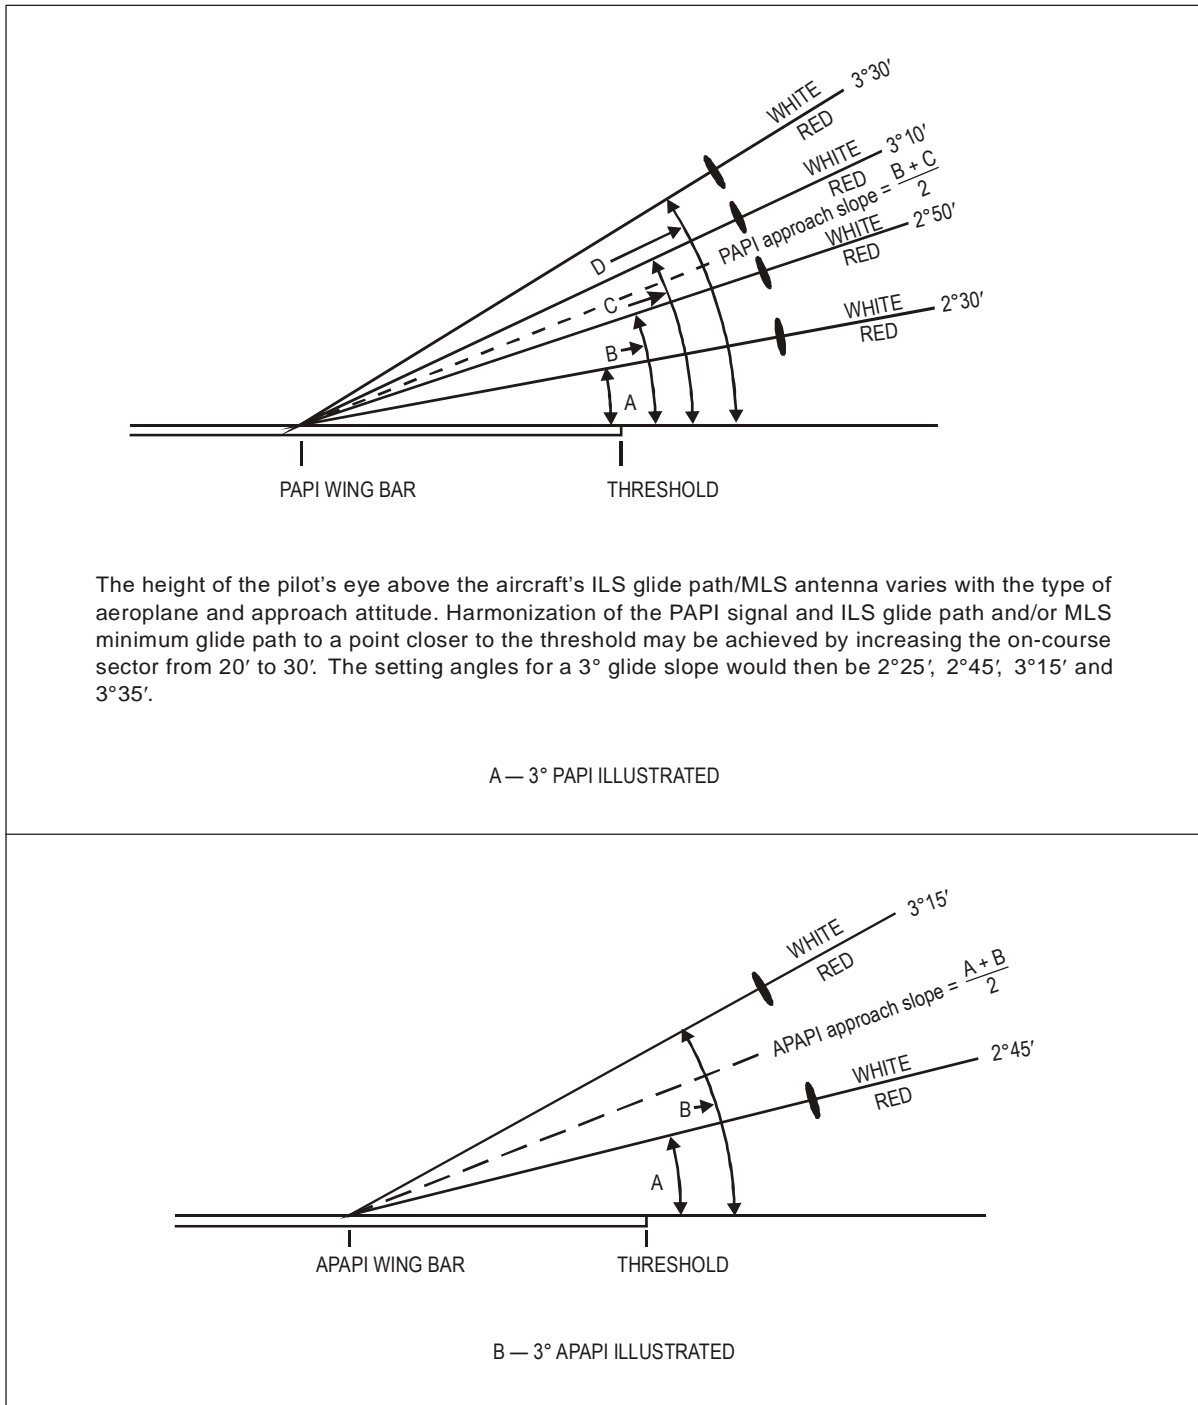 WHITE 3°30′
RED
WHITE 3°10′
RED
PAPI approach slope = B + C
2
WHITE 2°50′
RED
WHITE 2°30′
RED
D
C
B
A
PAPI WING BAR
THRESHOLD
The height of the pilot’s eye above the aircraft’s ILS glide path/MLS antenna varies with the type of
aeroplane and approach attitude. Harmonization of the PAPI signal and ILS glide path and/or MLS
minimum glide path to a point closer to the threshold may be achieved by increasing the on-course
sector from 20′ to 30′. The setting angles for a 3° glide slope would then be 2°25′, 2°45′, 3°15′ and
3°35′.
A — 3° PAPI ILLUSTRATED
WHITE 3°15′
RED
APAPI approach slope = A + B
2
WHITE 2°45′
RED
B
A
APAPI WING BAR
THRESHOLD
B — 3° APAPI ILLUSTRATED